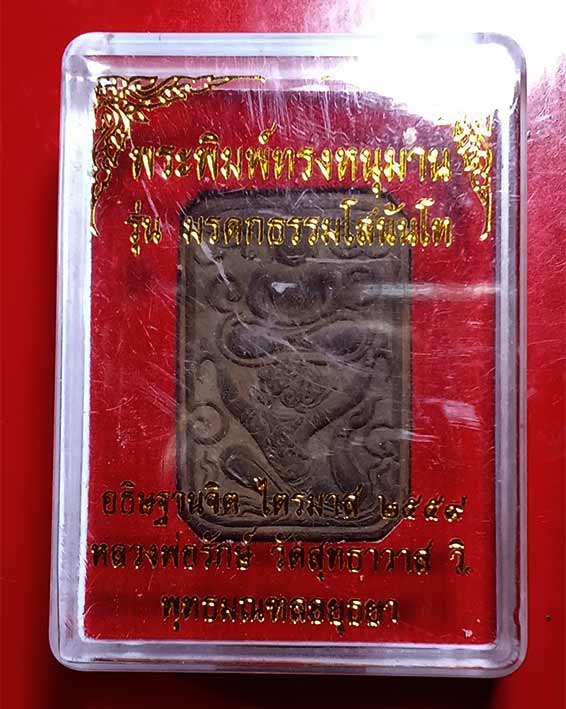 พระพิมพ์ทรงหนุมาน
รุ่น มรดกธรรมโสนันโท
อธิษฐานจิต ไตรมาส ๒๕๕๙
หลวงพ่อรักษ์ วัดสุทธาวาส วิ.
พุทธมณฑลอยุธยา